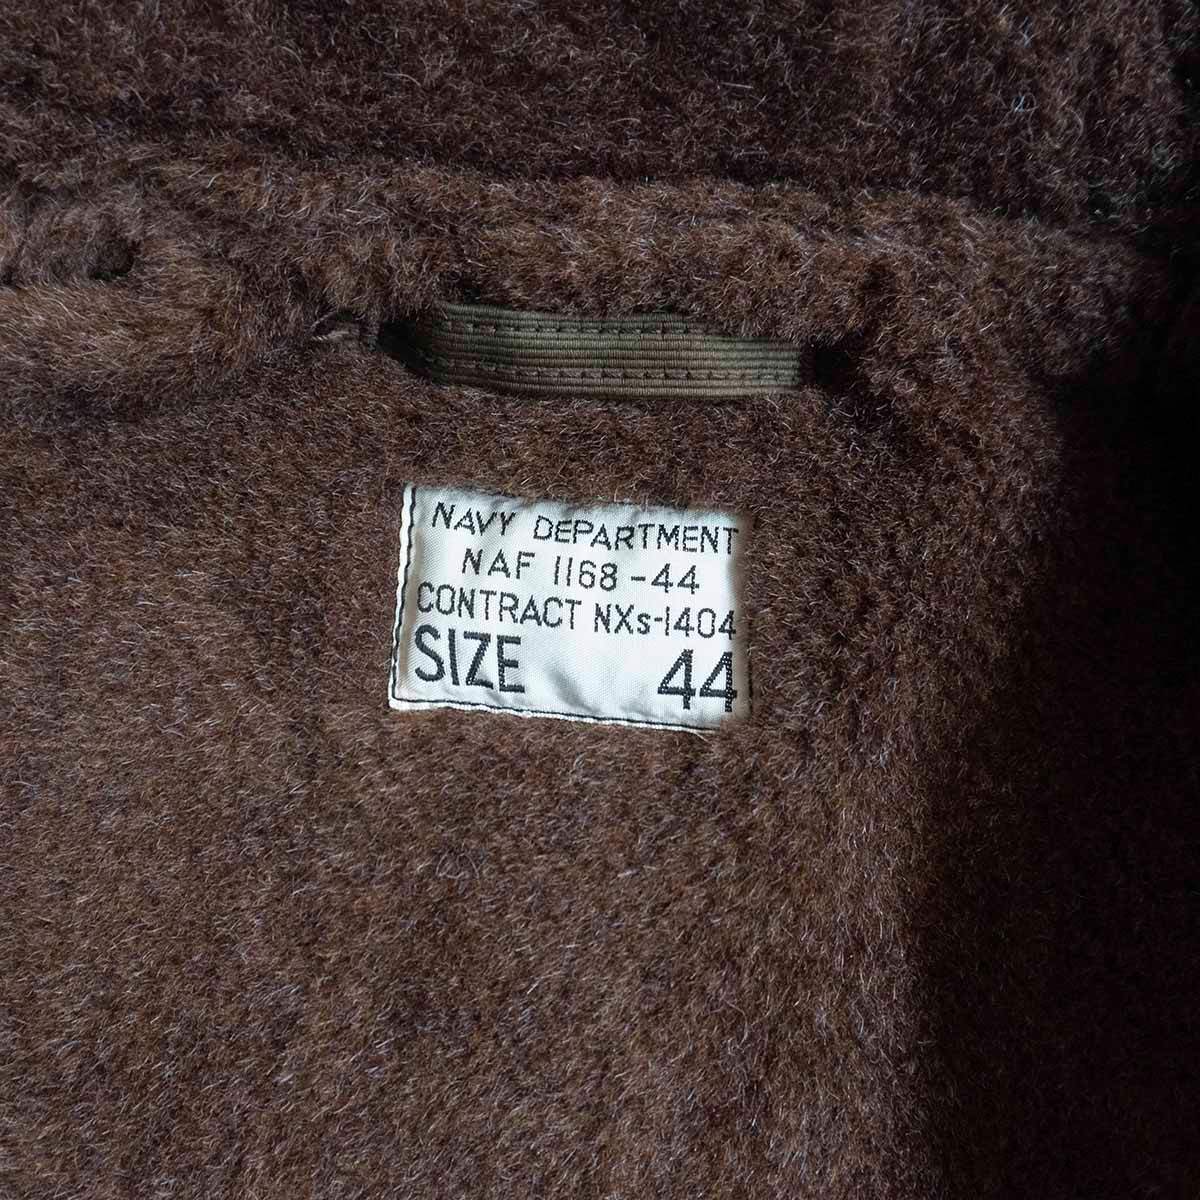 NAVY DEPARTMENT
NAF 1168-44
CONTRACT NXs-1404
SIZE 44